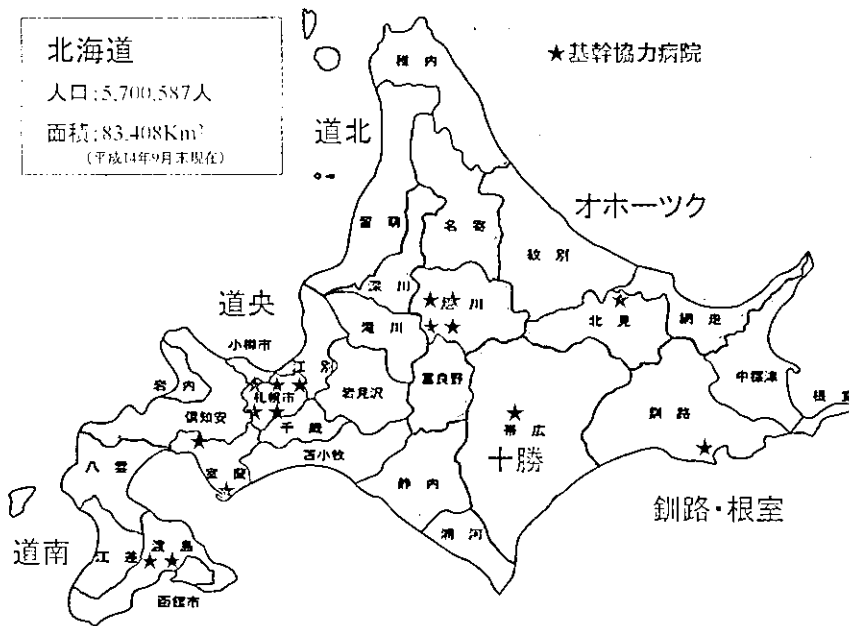 北海道
人口:5,700,587人
面積:83,408Km²
(平成14年9月末現在)
★基幹協力病院
稚内
道北
オホーツク
留萌
名寄
紋別
深川
旭川
道央
滝川
北見
網走
小樽市
江別
中標津
岩内
札幌市
岩見沢
富良野
根室
倶知安
千歳
帯広
釧路
八雲
室蘭
苫小牧
十勝
静内
釧路・根室
浦河
道南
江差
渡島
函館市